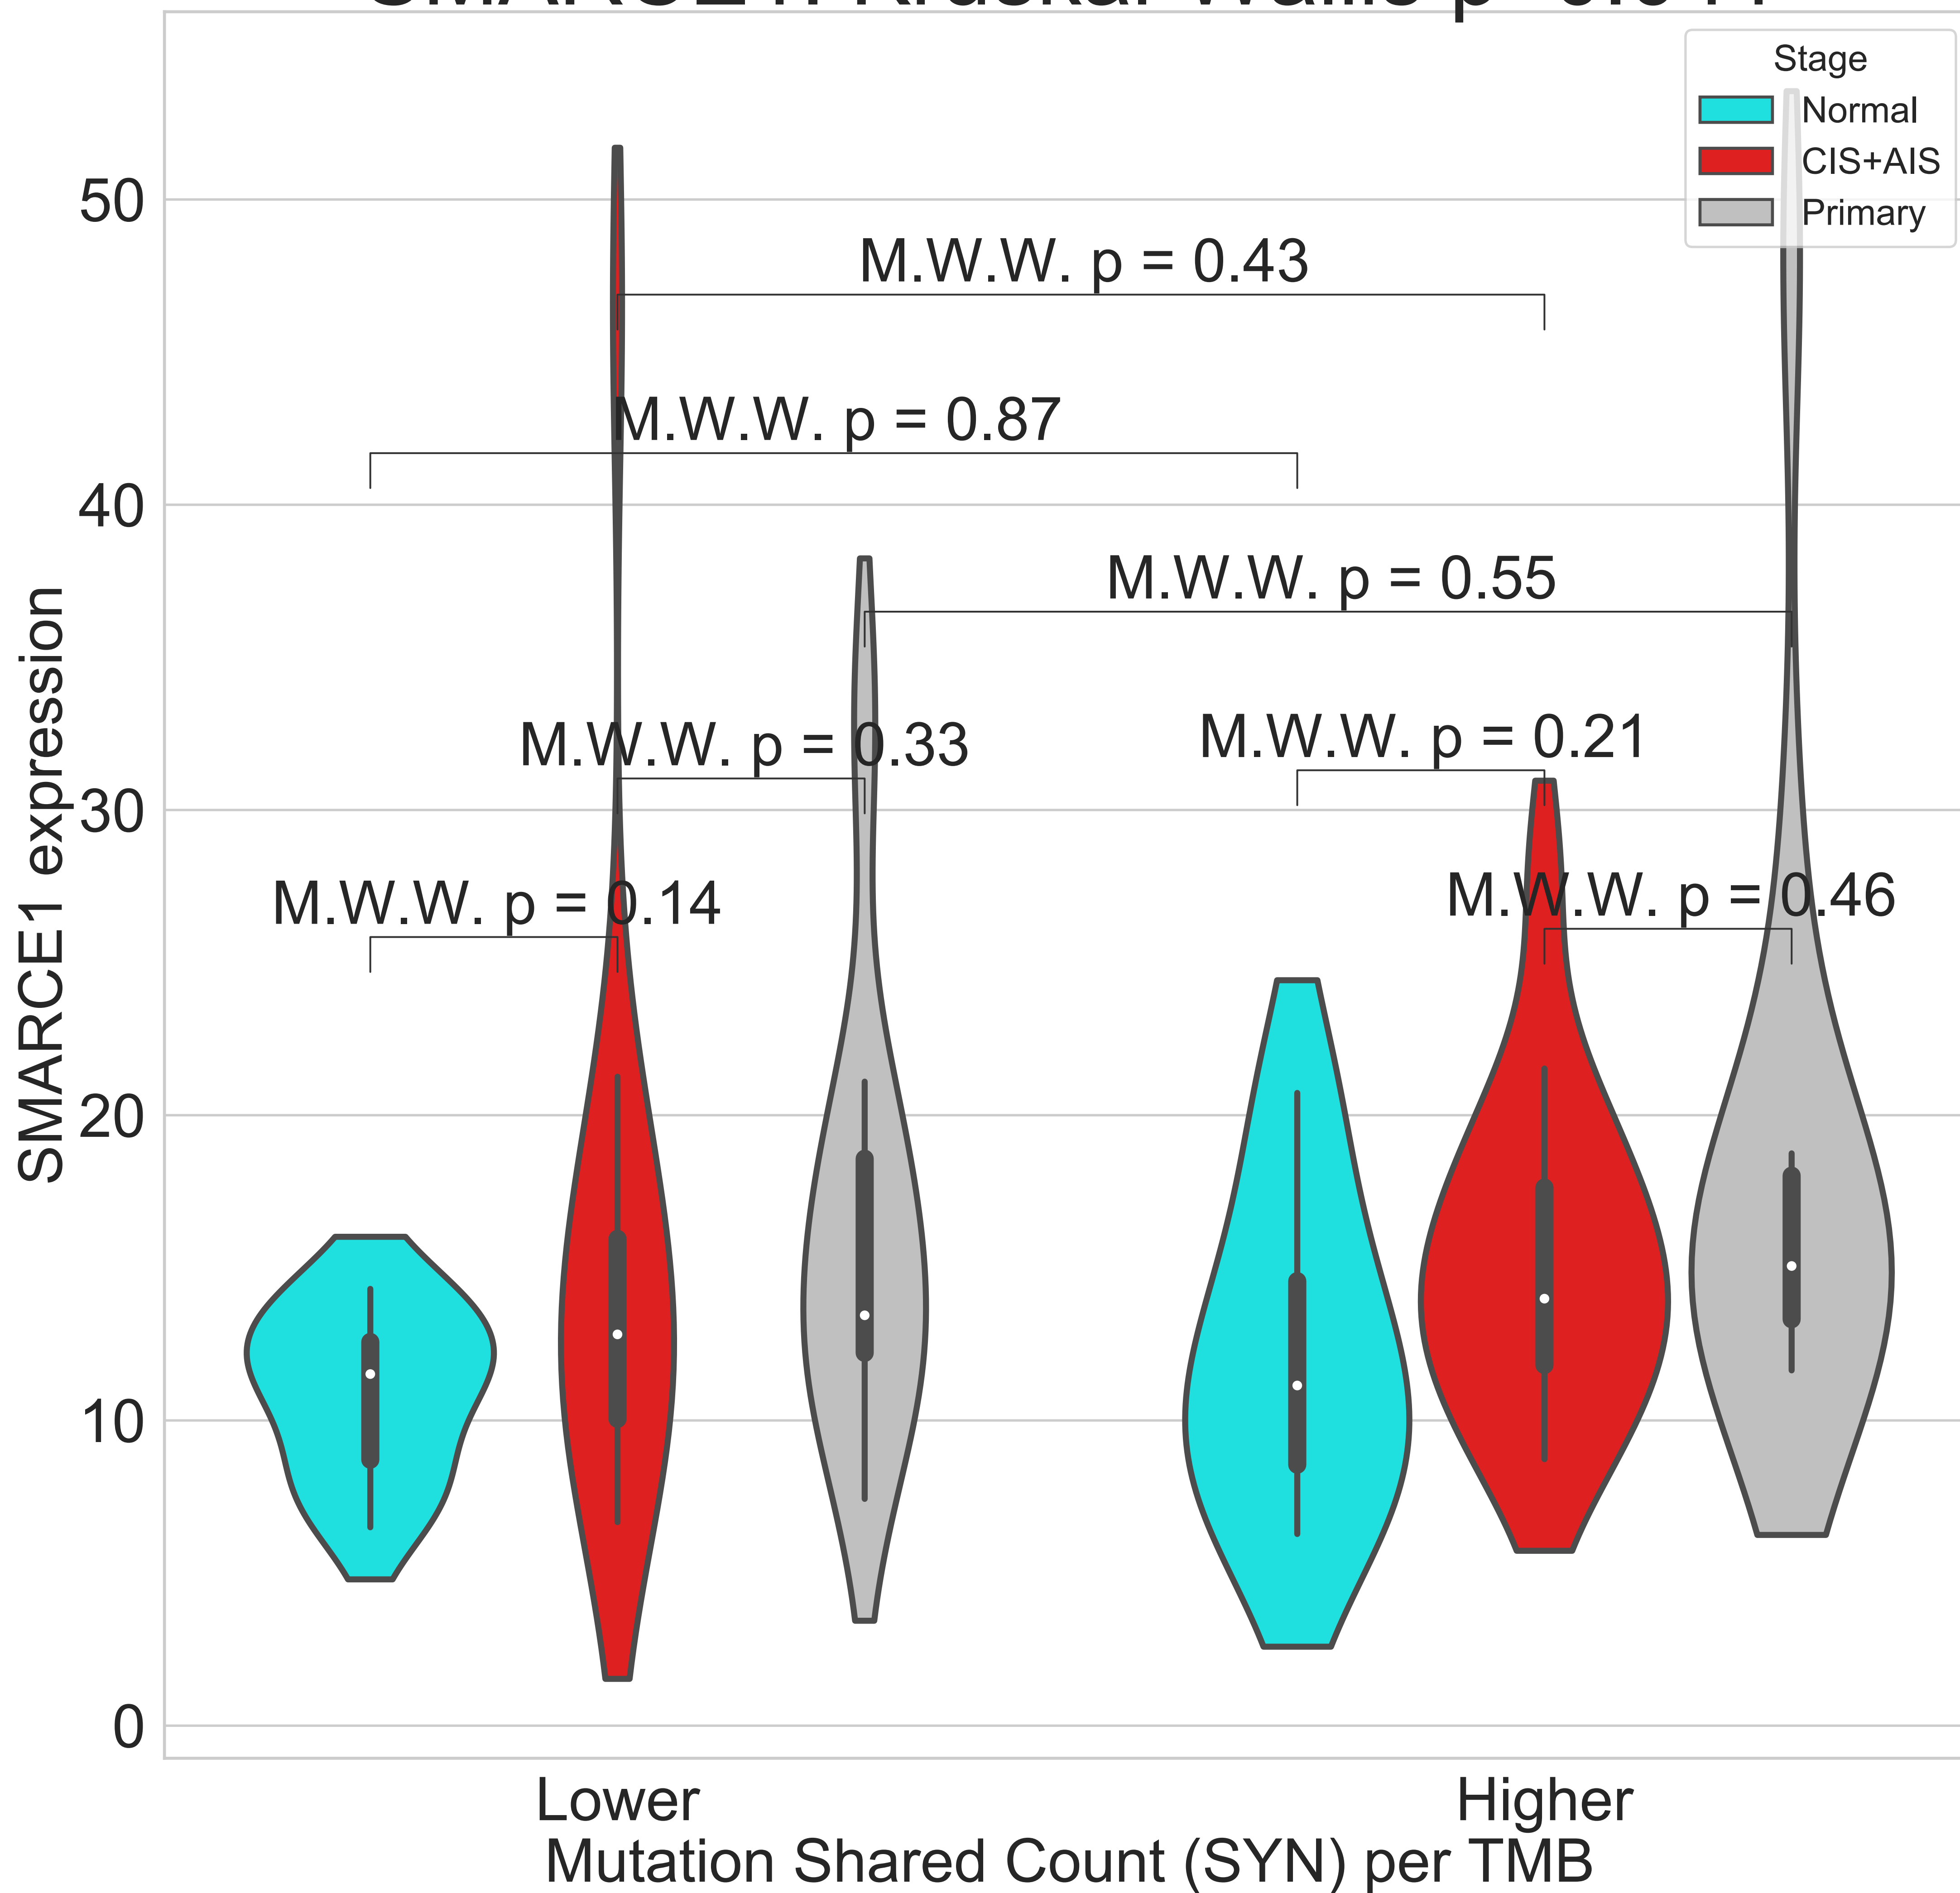 Stage
Normal
CIS+AIS
Primary
50
40
30
20
10
0
SMARCE1 expression
M.W.W. p = 0.43
M.W.W. p = 0.87
M.W.W. p = 0.55
M.W.W. p = 0.33
M.W.W. p = 0.21
M.W.W. p = 0.14
M.W.W. p = 0.46
Lower
Higher
Mutation Shared Count (SYN) per TMB